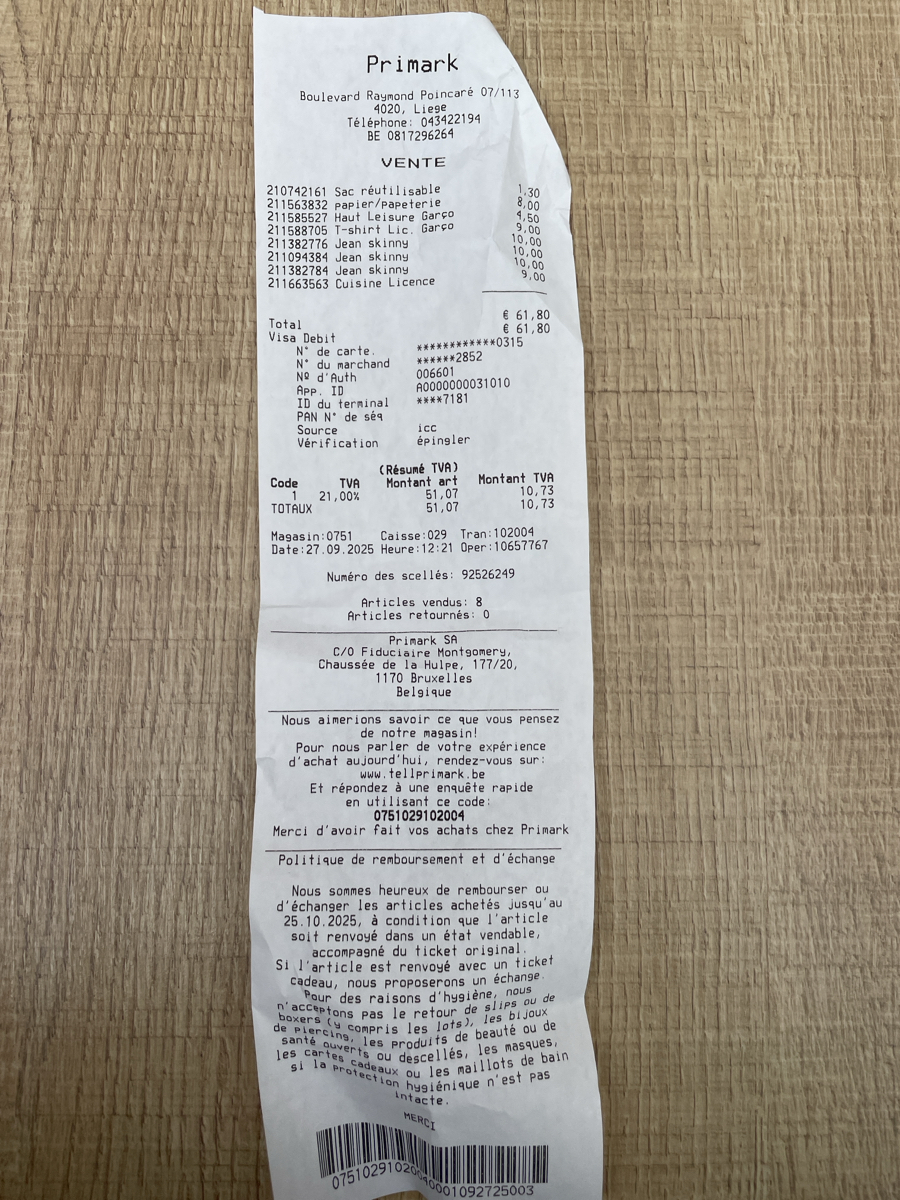 Primark
Boulevard Raymond Poincaré 07/113
4020, Liege
Téléphone: 043422194
BE 0817296264
VENTE
210742161 Sac réutilisable 1,30
211563832 papier/papeterie 8,00
211585527 Haut Leisure Garço 4,50
211588705 T-shirt Lic. Garço 9,00
211382776 Jean skinny 10,00
211094384 Jean skinny 10,00
211382784 Jean skinny 10,00
211663563 Cuisine Licence 9,00
Total € 61,80
Visa Debit € 61,80
N° de carte. ************0315
N° du marchand ******2852
Nº d'Auth 006601
App. ID A0000000031010
ID du terminal ****7181
PAN N° de séq
Source icc
Vérification épingler
(Résumé TVA)
Code TVA Montant art Montant TVA
1 21,00% 51,07 10,73
TOTAUX 51,07 10,73
Magasin:0751 Caisse:029 Tran:102004
Date:27.09.2025 Heure:12:21 Oper:10657767
Numéro des scellés: 92526249
Articles vendus: 8
Articles retournés: 0
Primark SA
C/O Fiduciaire Montgomery,
Chaussée de la Hulpe, 177/20,
1170 Bruxelles
Belgique
Nous aimerions savoir ce que vous pensez
de notre magasin!
Pour nous parler de votre expérience
d'achat aujourd'hui, rendez-vous sur:
www.tellprimark.be
Et répondez à une enquête rapide
en utilisant ce code:
0751029102004
Merci d'avoir fait vos achats chez Primark
Politique de remboursement et d'échange
Nous sommes heureux de rembourser ou
d'échanger les articles achetés jusqu'au
25.10.2025, à condition que l'article
soit renvoyé dans un état vendable,
accompagné du ticket original.
Si l'article est renvoyé avec un ticket
cadeau, nous proposerons un échange.
Pour des raisons d'hygiène, nous
n'acceptons pas le retour de slips ou de
boxers (y compris les lots), les bijoux
de piercing, les produits de beauté ou de
santé ouverts ou descellés, les masques,
les cartes cadeaux ou les maillots de bain
si la protection hygiénique n'est pas
intacte.
MERCI
07510291020040001092725003